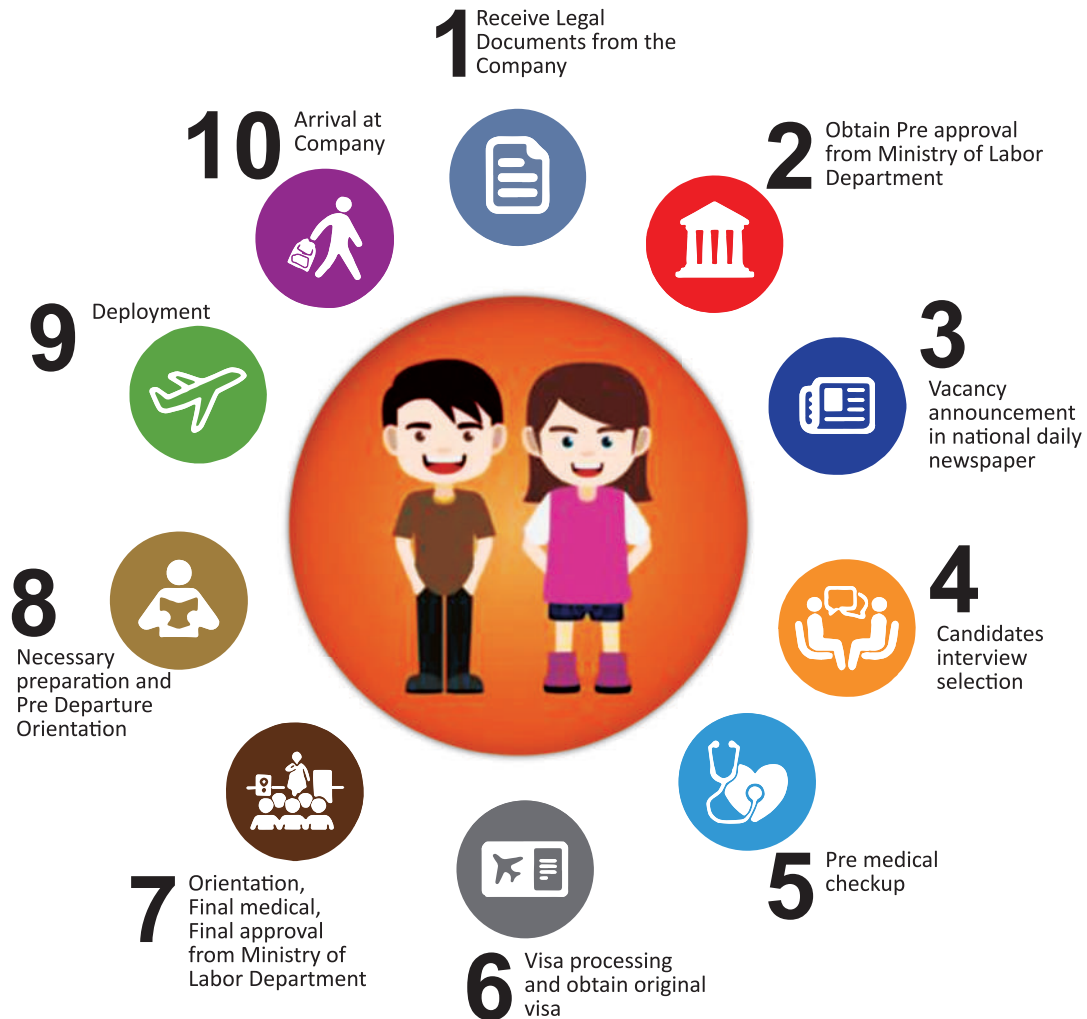 1
Receive Legal
Documents from the
Company
2
Obtain Pre approval
from Ministry of Labor
Department
3
Vacancy
announcement
in national daily
newspaper
4
Candidates
interview
selection
5
Pre medical
checkup
6
Visa processing
and obtain original
visa
7
Orientation,
Final medical,
Final approval
from Ministry of
Labor Department
8
Necessary
preparation and
Pre Departure
Orientation
9
Deployment
10
Arrival at
Company